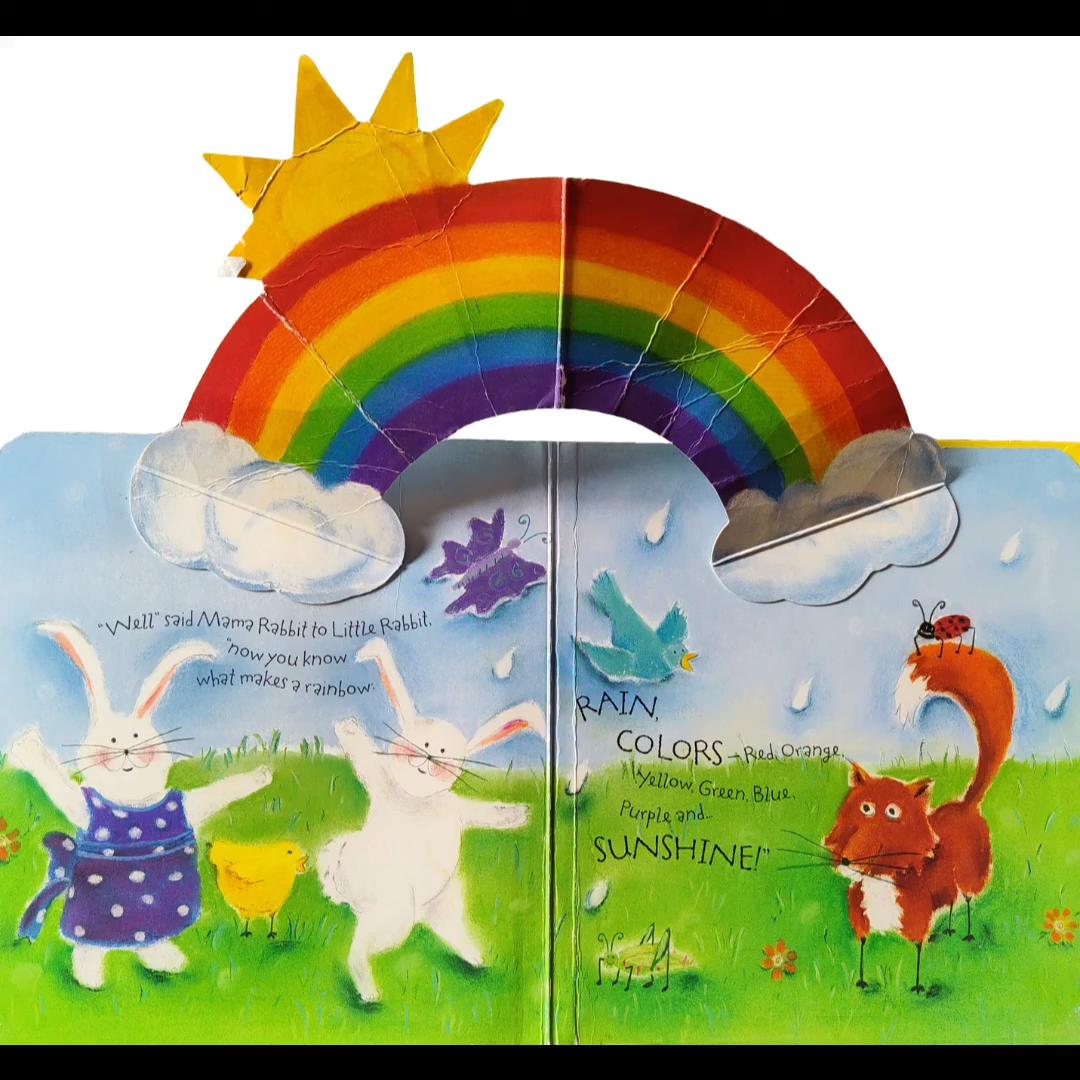 "Well" said Mama Rabbit to Little Rabbit,
"now you know
what makes a rainbow:
RAIN,
COLORS – Red, Orange,
Yellow, Green, Blue,
Purple and...
SUNSHINE!"